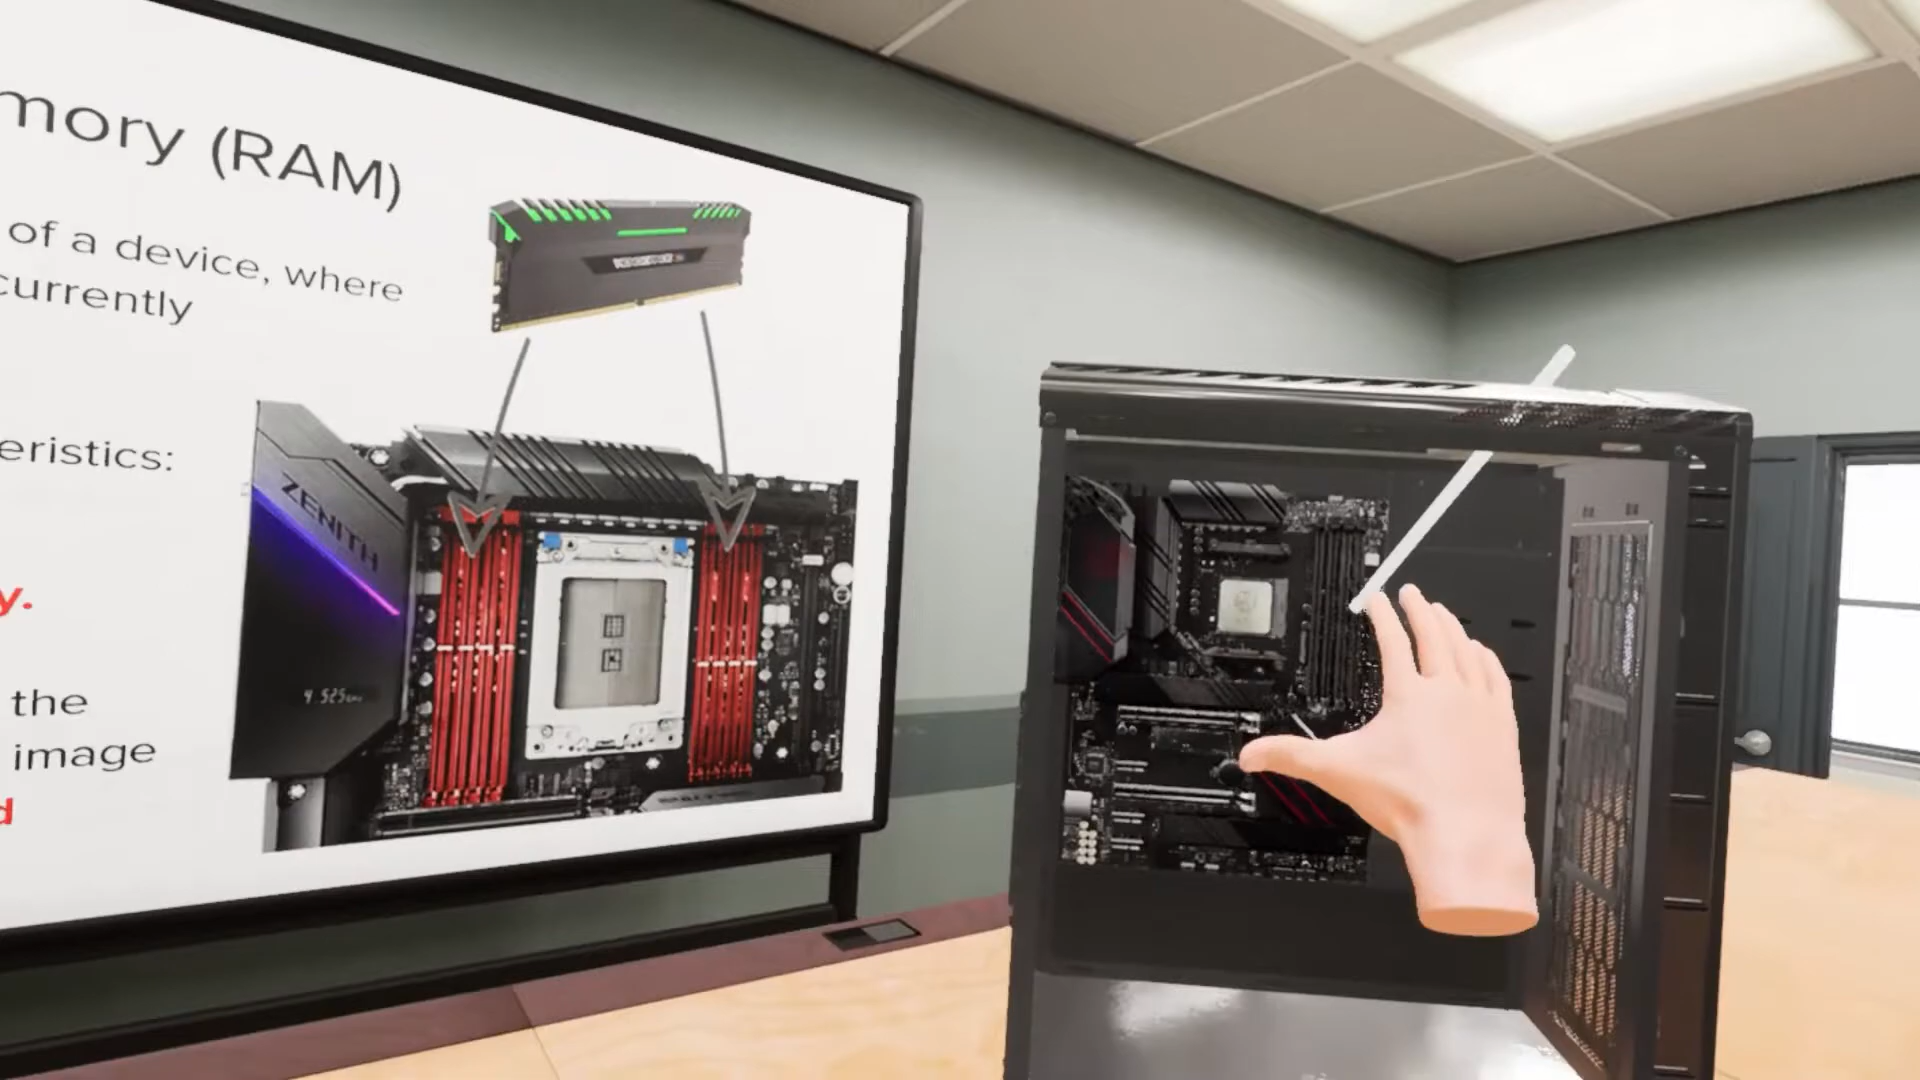 mory (RAM)
of a device, where
currently
eristics:
y.
the
image
d
ZENITH